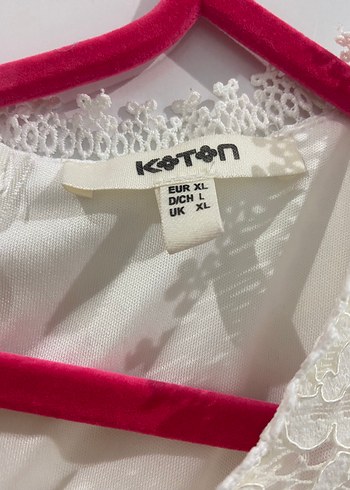 KOTON
EUR XL
D/CH L
UK XL